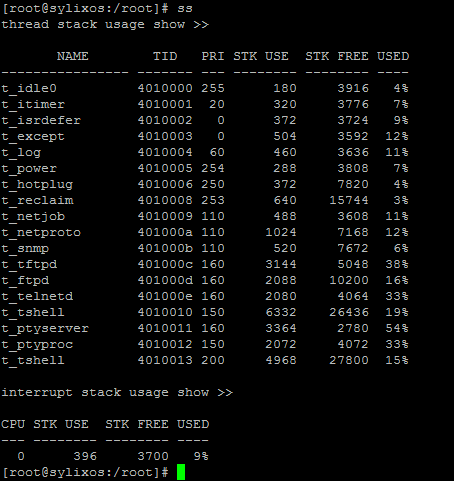 [root@sylixos:/root]# ss
thread stack usage show >>
NAME TID PRI STK USE STK FREE USED
---------------- ------- --- -------- -------- ----
t_idle0 4010000 255 180 3916 4%
t_itimer 4010001 20 320 3776 7%
t_isrdefer 4010002 0 372 3724 9%
t_except 4010003 0 504 3592 12%
t_log 4010004 60 460 3636 11%
t_power 4010005 254 288 3808 7%
t_hotplug 4010006 250 372 7820 4%
t_reclaim 4010008 253 640 15744 3%
t_netjob 4010009 110 488 3608 11%
t_netproto 401000a 110 1024 7168 12%
t_snmp 401000b 110 520 7672 6%
t_tftpd 401000c 160 3144 5048 38%
t_ftpd 401000d 160 2088 10200 16%
t_telnetd 401000e 160 2080 4064 33%
t_tshell 4010010 150 6332 26436 19%
t_ptyserver 4010011 160 3364 2780 54%
t_ptyproc 4010012 150 2072 4072 33%
t_tshell 4010013 200 4968 27800 15%
interrupt stack usage show >>
CPU STK USE STK FREE USED
--- -------- -------- ----
0 396 3700 9%
[root@sylixos:/root]#